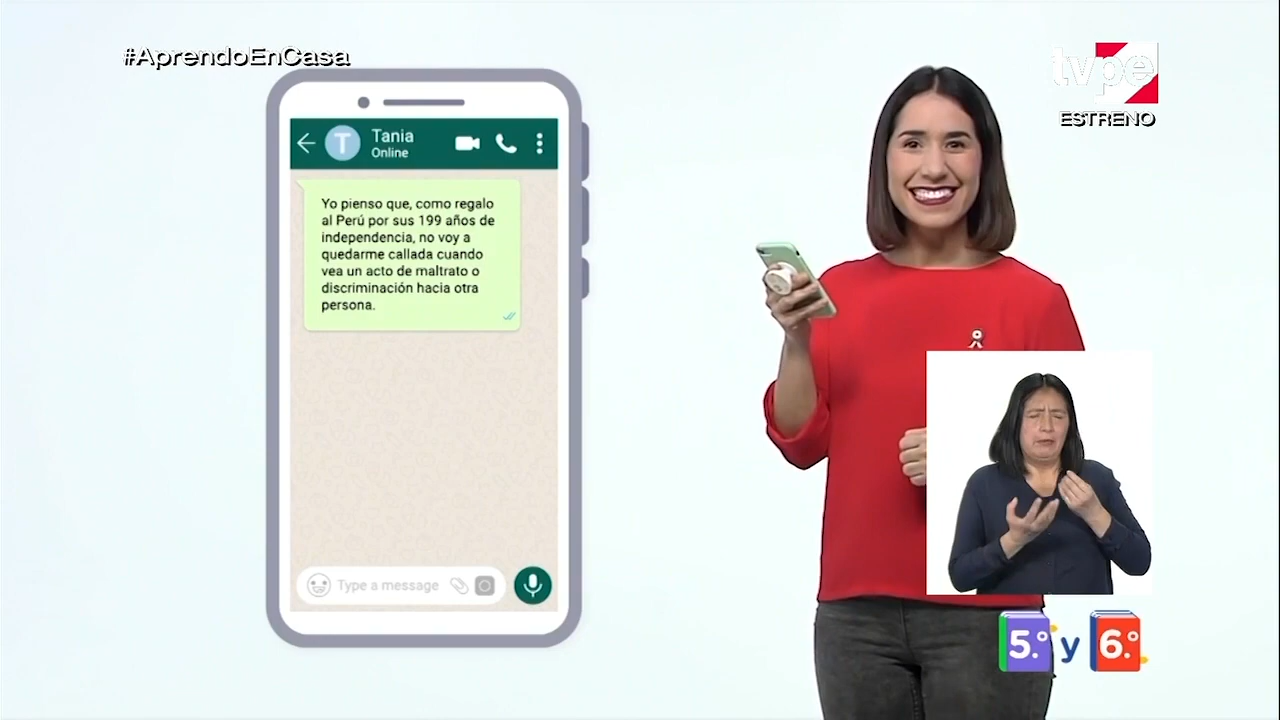 #AprendoEnCasa
tvpe
ESTRENO
T
Tania
Online
Yo pienso que, como regalo
al Perú por sus 199 años de
independencia, no voy a
quedarme callada cuando
vea un acto de maltrato o
discriminación hacia otra
persona.
Type a message
5.° y 6.°